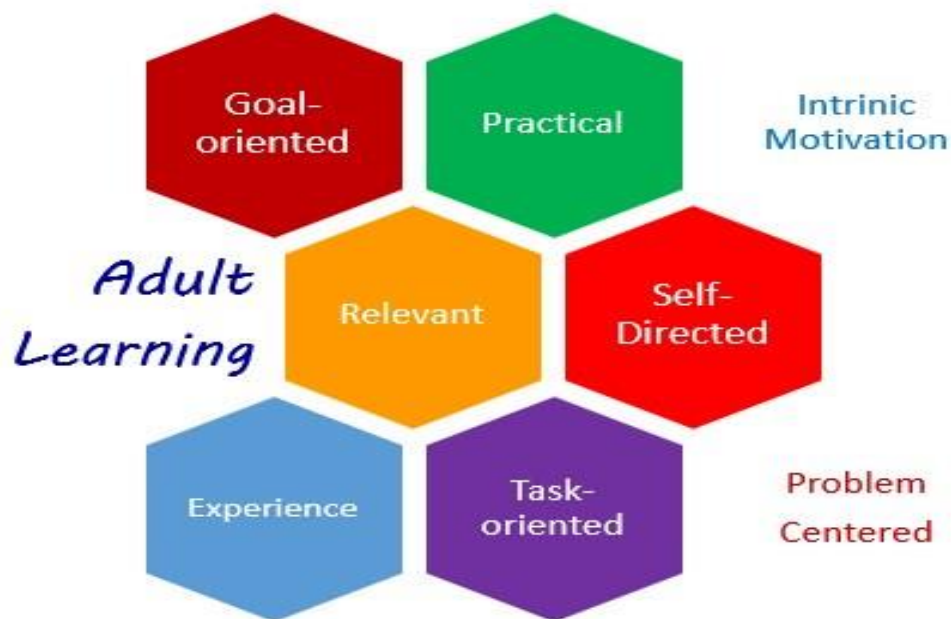 Goal-
oriented
Practical
Intrinic
Motivation
Adult
Learning
Relevant
Self-
Directed
Experience
Task-
oriented
Problem
Centered